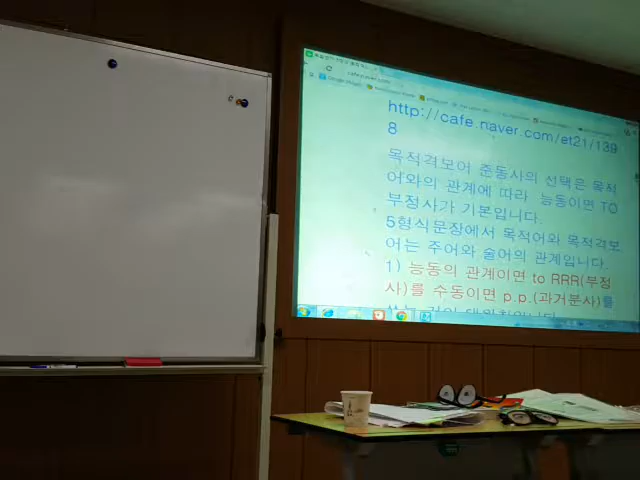 http://cafe.naver.com/et21/139
8
목적격보어 준동사의 선택은 목적
어와의 관계에 따라 능동이면 TO
부정사가 기본입니다.
5형식문장에서 목적어와 목적격보
어는 주어와 술어의 관계입니다.
1) 능동의 관계이면 to RRR(부정
사)를 수동이면 p.p.(과거분사)를